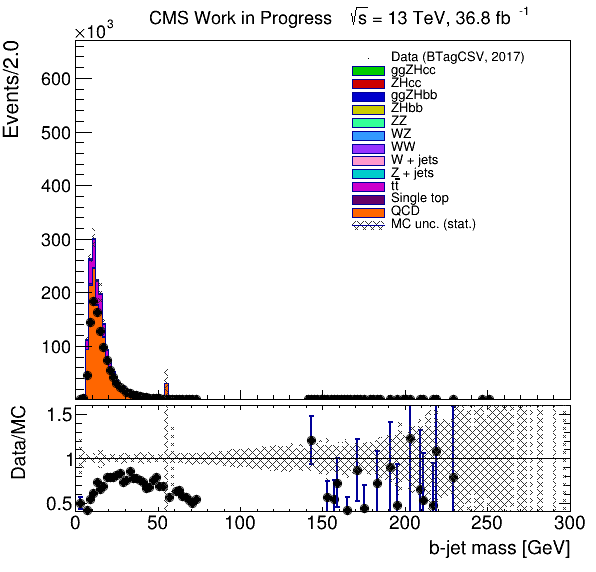 CMS Work in Progress √s = 13 TeV, 36.8 fb⁻¹
×10³
Events/2.0
600
500
400
300
200
100
Data (BTagCSV, 2017)
ggZHcc
ZHcc
ggZHbb
ZHbb
ZZ
WZ
WW
W + jets
Z + jets
tt̅
Single top
QCD
MC unc. (stat.)
Data/MC
1.5
1
0.5
0 50 100 150 200 250 300
b-jet mass [GeV]